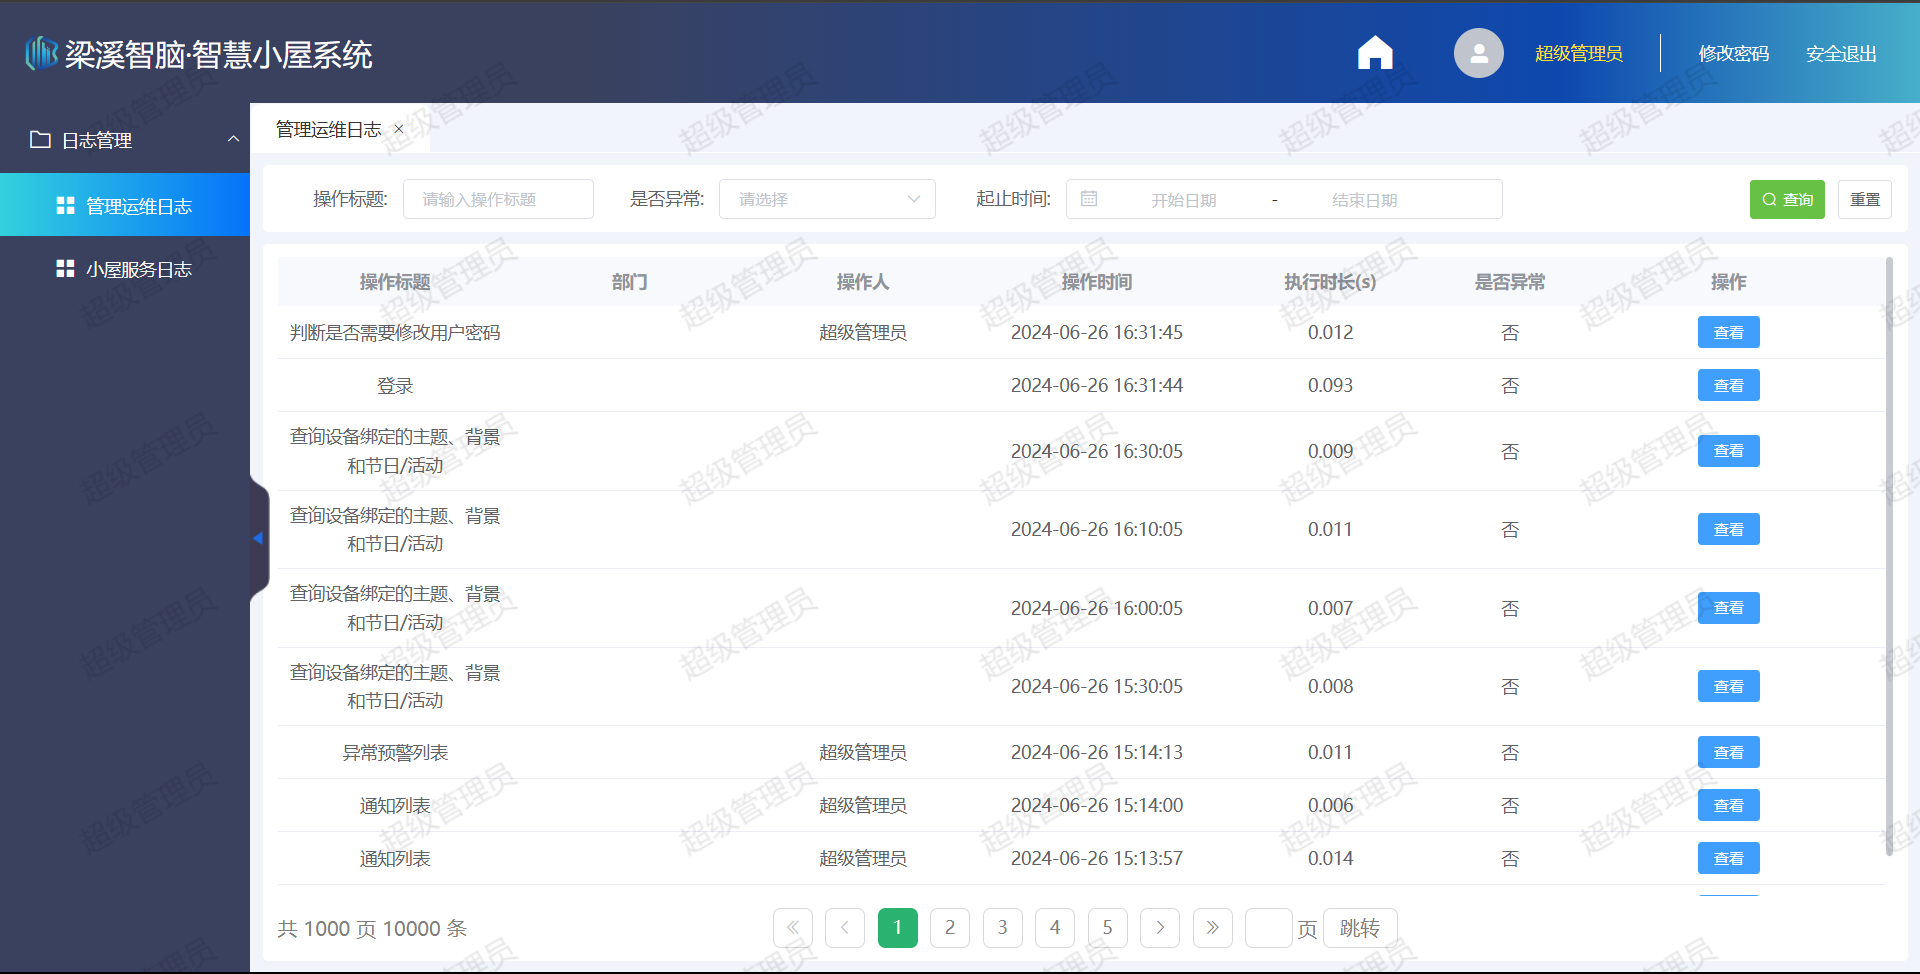 梁溪智脑·智慧小屋系统
超级管理员
修改密码
安全退出
日志管理
管理运维日志
小屋服务日志
管理运维日志 ×
操作标题: 请输入操作标题 是否异常: 请选择 起止时间: 开始日期 - 结束日期 查询 重置
操作标题 部门 操作人 操作时间 执行时长(s) 是否异常 操作
判断是否需要修改用户密码 超级管理员 2024-06-26 16:31:45 0.012 否 查看
登录 2024-06-26 16:31:44 0.093 否 查看
查询设备绑定的主题、背景
和节日/活动 2024-06-26 16:30:05 0.009 否 查看
查询设备绑定的主题、背景
和节日/活动 2024-06-26 16:10:05 0.011 否 查看
查询设备绑定的主题、背景
和节日/活动 2024-06-26 16:00:05 0.007 否 查看
查询设备绑定的主题、背景
和节日/活动 2024-06-26 15:30:05 0.008 否 查看
异常预警列表 超级管理员 2024-06-26 15:14:13 0.011 否 查看
通知列表 超级管理员 2024-06-26 15:14:00 0.006 否 查看
通知列表 超级管理员 2024-06-26 15:13:57 0.014 否 查看
共 1000 页 10000 条 « < 1 2 3 4 5 > » 页 跳转